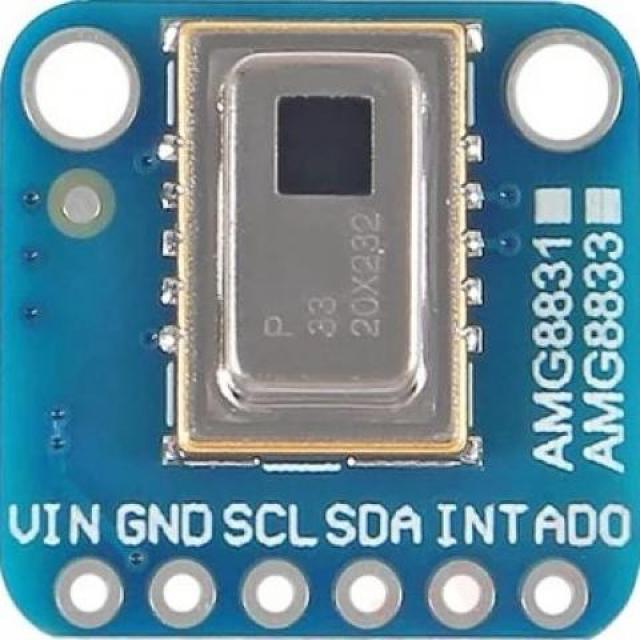 P
33
20X232
AMG8831
AMG8833
VIN GND SCL SDA INT ADO